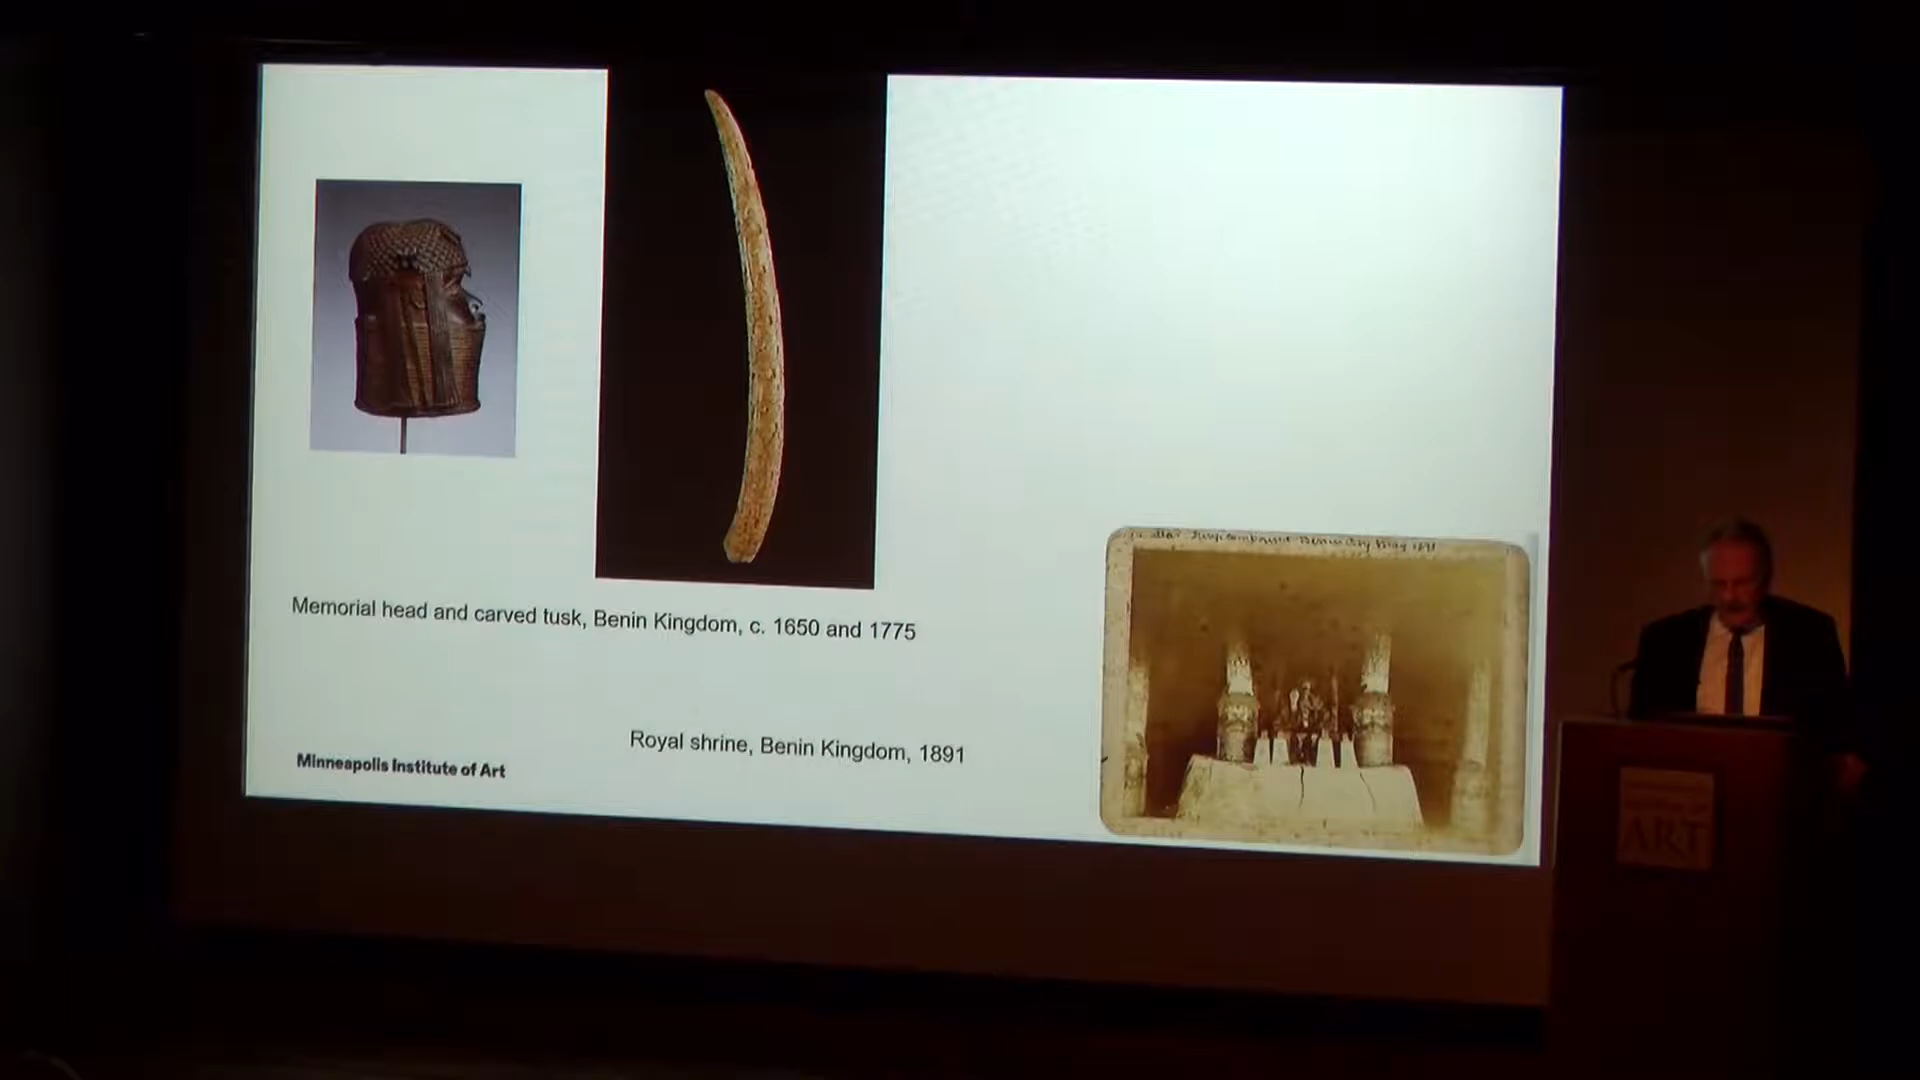 Memorial head and carved tusk, Benin Kingdom, c. 1650 and 1775
Royal shrine, Benin Kingdom, 1891
Minneapolis Institute of Art
ART